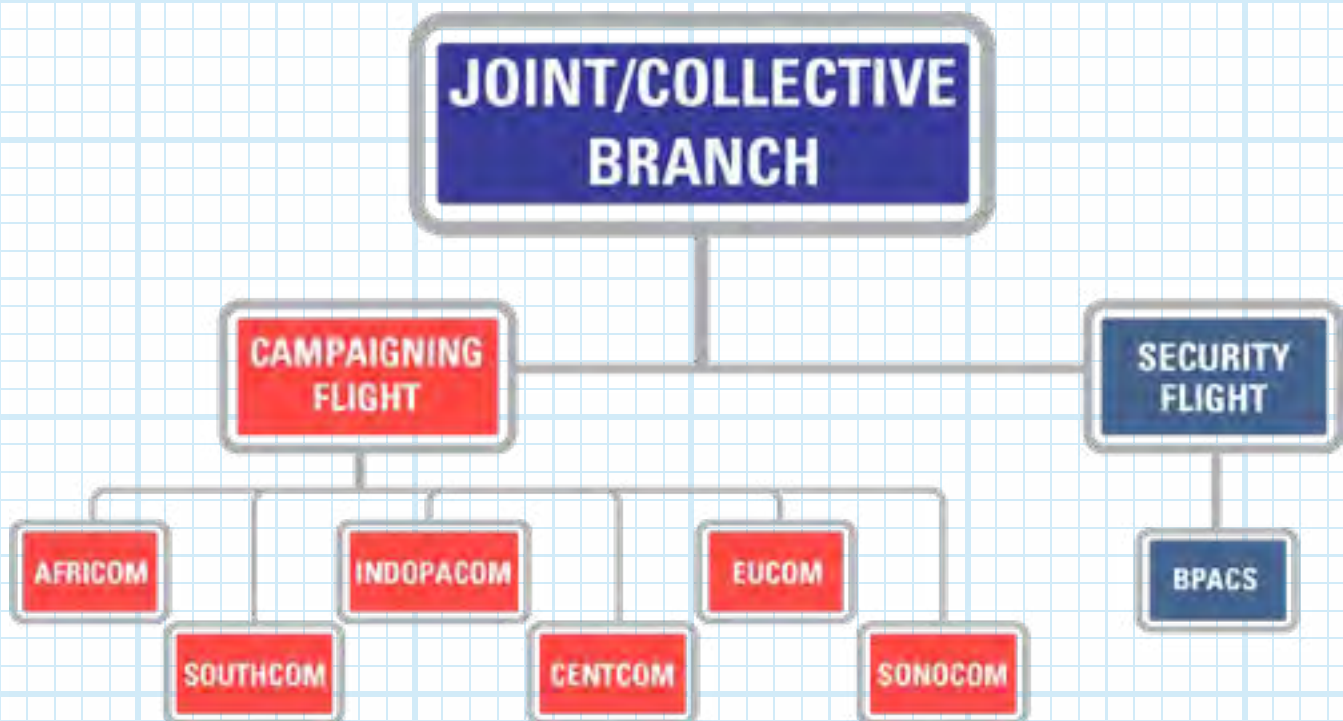 JOINT/COLLECTIVE
BRANCH
CAMPAIGNING
FLIGHT
SECURITY
FLIGHT
AFRICOM
INDOPACOM
EUCOM
BPACS
SOUTHCOM
CENTCOM
SONOCOM